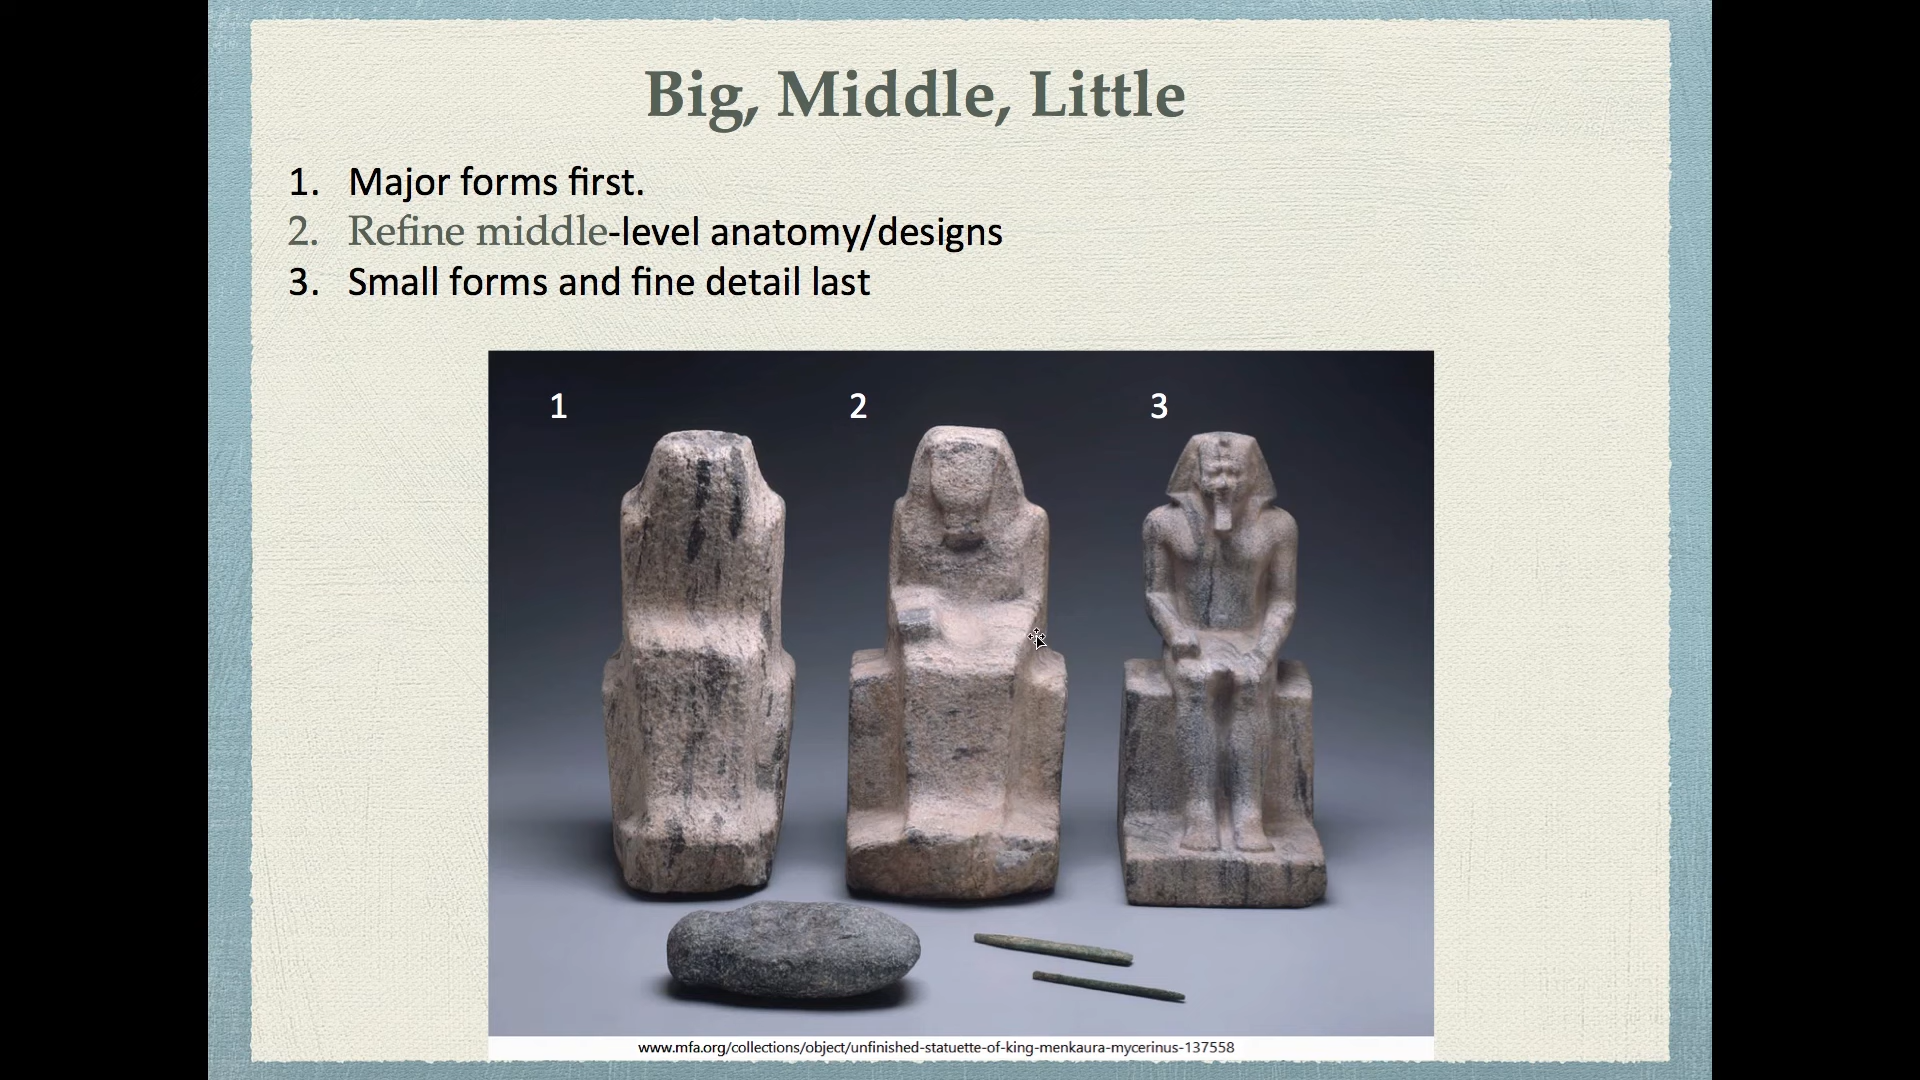 Big, Middle, Little
1. Major forms first.
2. Refine middle-level anatomy/designs
3. Small forms and fine detail last
1 2 3
www.mfa.org/collections/object/unfinished-statuette-of-king-menkaura-mycerinus-137558